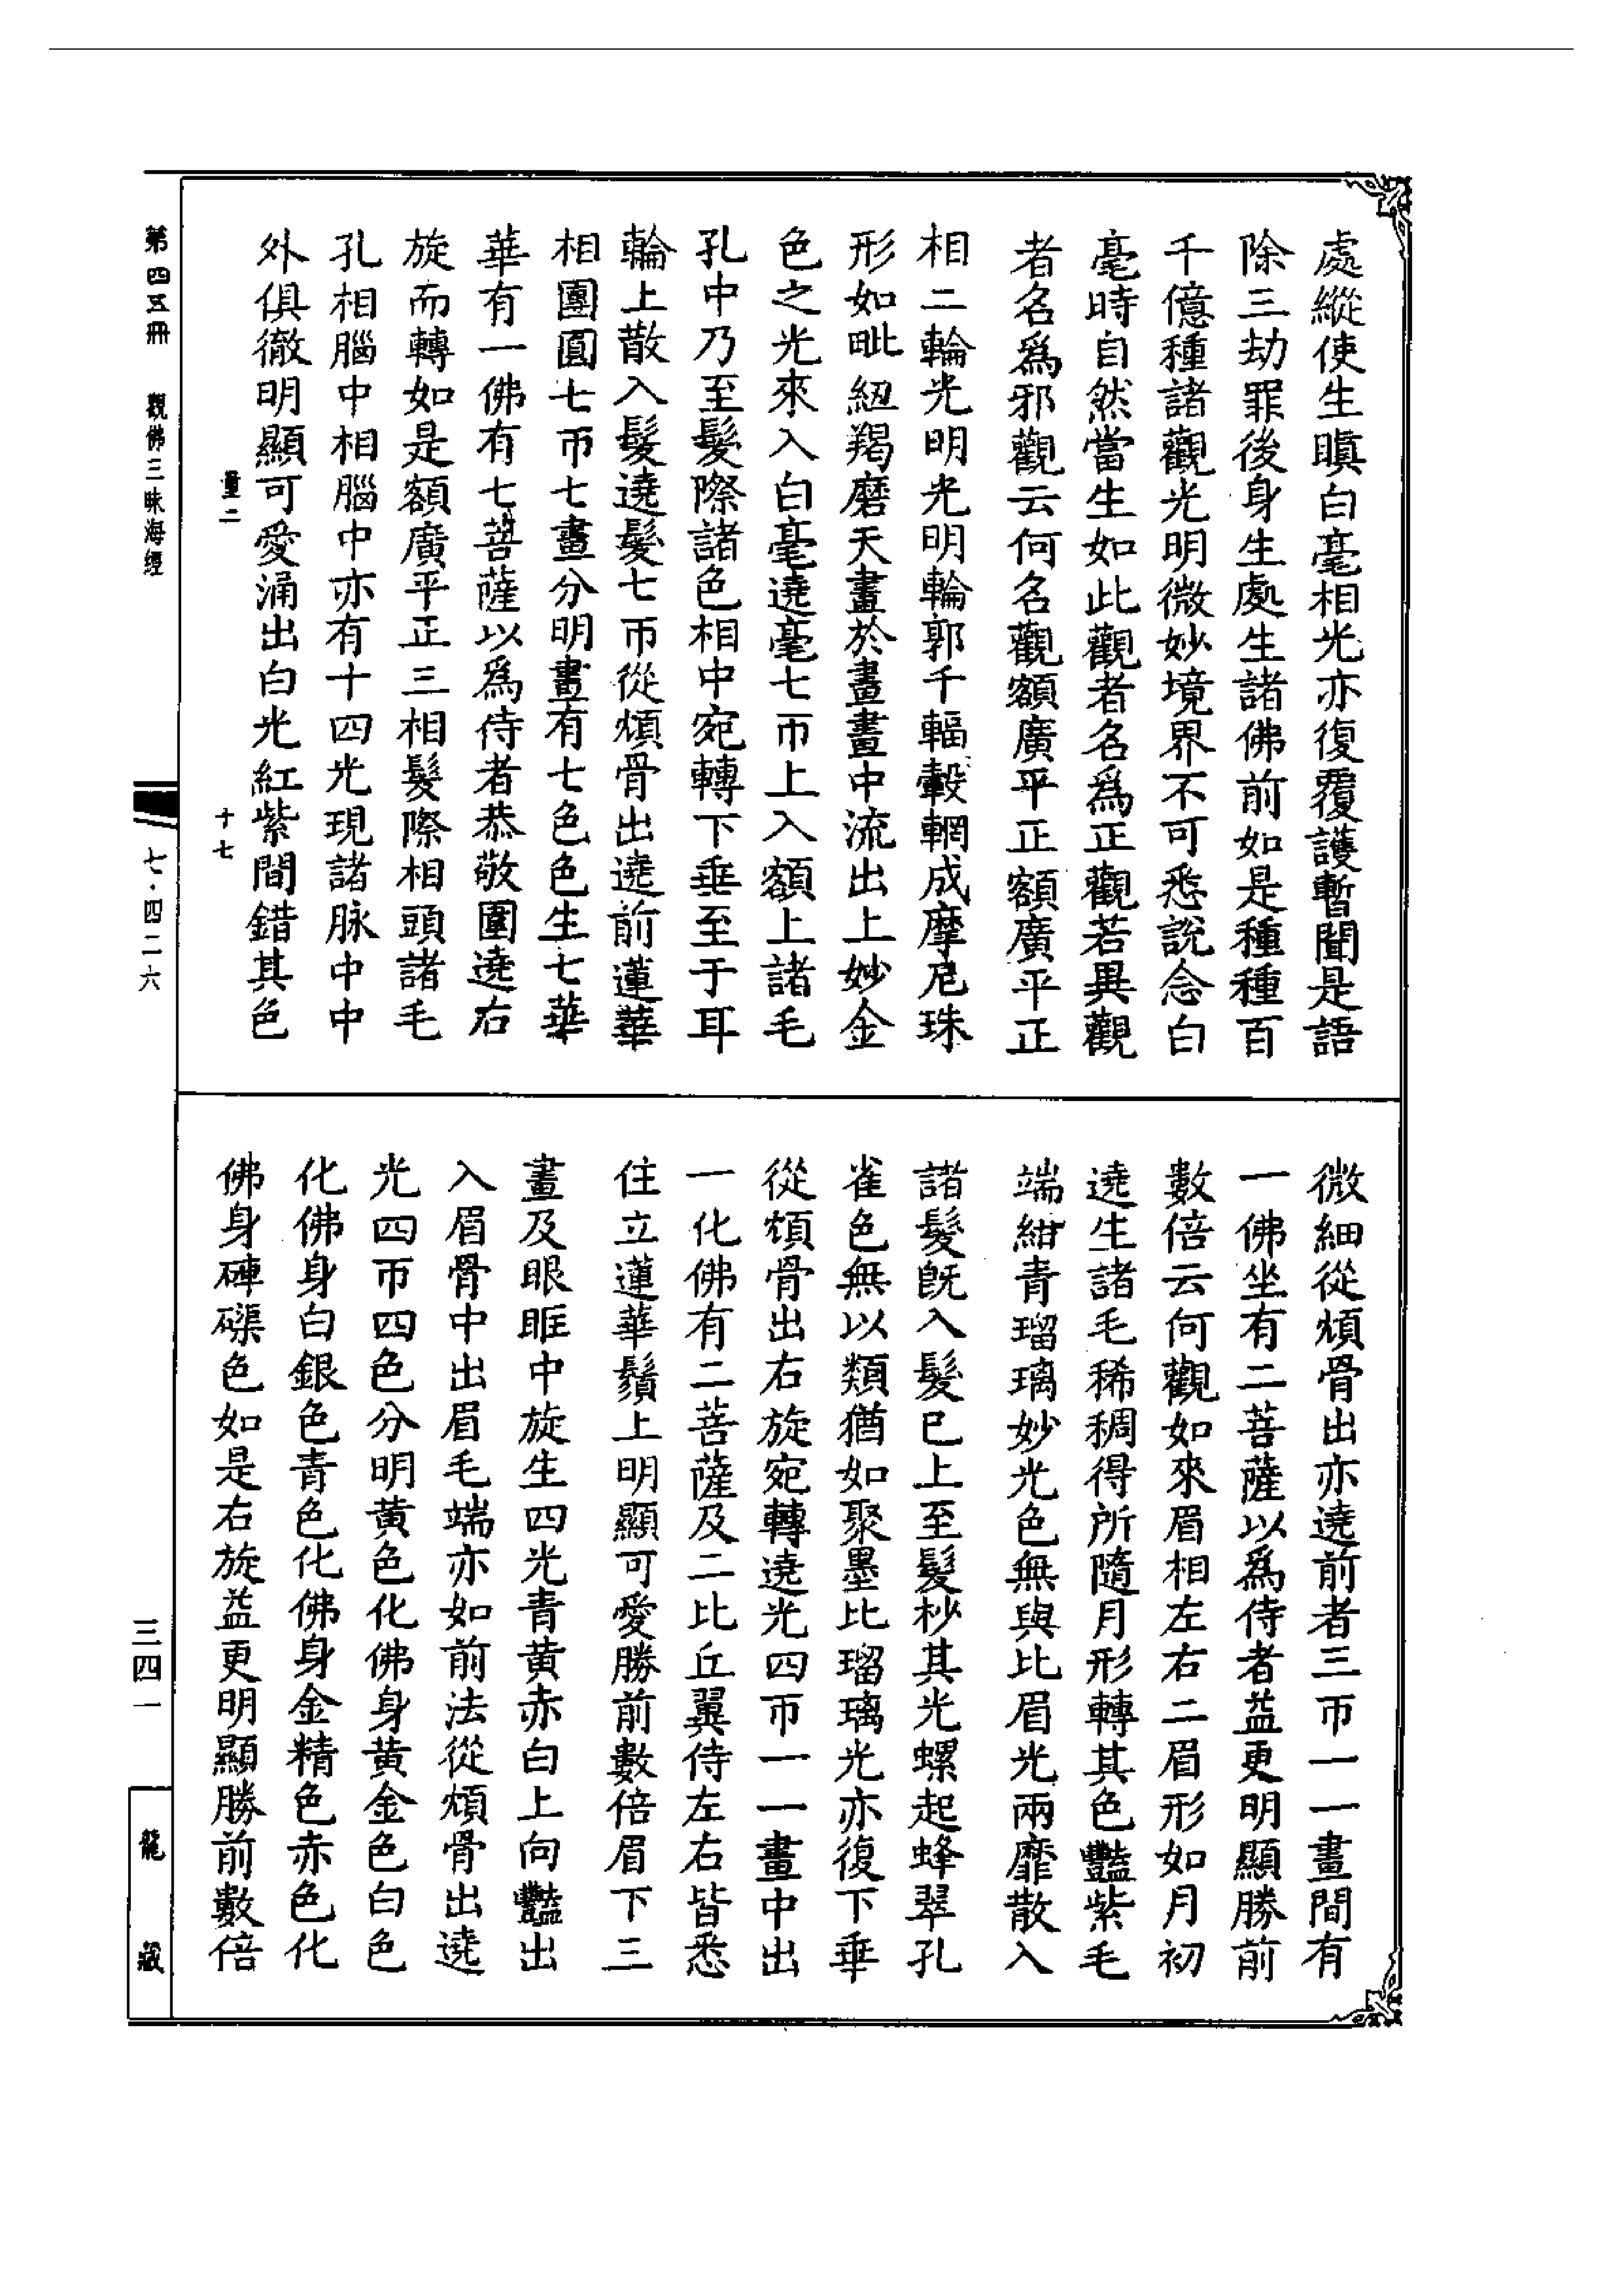 處縱使生瞋白毫相光亦復覆護暫聞是語
除三劫罪後身生處生諸佛前如是種種百
千億種諸觀光明微妙境界不可悉說念白
毫時自然當生如此觀者名為正觀若異觀
者名爲邪觀云何名觀額廣平正額廣平正
相二輪光明光明輪郭千輻轂輞成摩尼珠
形如毗紐羯磨天畫於畫畫中流出上妙金
色之光來入白毫遶毫七帀上入額上諸毛
孔中乃至髮際諸色相中宛轉下垂至于耳
輪上散入髮遶髮七帀從頄骨出遶前蓮華
相團圓七帀七畫分明畫有七色色生七華
華有一佛有七菩薩以爲侍者恭敬圍遶右
旋而轉如是額廣平正三相髮際相頭諸毛
孔相腦中相腦中亦有十四光現諸脉中中
外俱徹明顯可愛涌出白光紅紫間錯其色
量二 十七
微細從頄骨出亦遶前者三帀一一畫間有
一佛坐有二菩薩以爲侍者益更明顯勝前
數倍云何觀如來眉相左右二眉形如月初
遶生諸毛稀稠得所隨月形轉其色豔紫毛
端紺青瑠璃妙光色無與比眉光兩靡散入
諸髮旣入髮已上至髮杪其光螺起蜂翠孔
雀色無以類猶如聚墨比瑠璃光亦復下垂
從頄骨出右旋宛轉遶光四帀一一畫中出
一化佛有二菩薩及二比丘翼侍左右皆悉
住立蓮華鬚上明顯可愛勝前數倍眉下三
畫及眼眶中旋生四光青黃赤白上向豔出
入眉骨中出眉毛端亦如前法從頄骨出遶
光四帀四色分明黃色化佛身黃金色白色
化佛身白銀色青色化佛身金精色赤色化
佛身硨磲色如是右旋益更明顯勝前數倍
第四五冊 觀佛三昧海經 七·四二六 三四一 龍藏